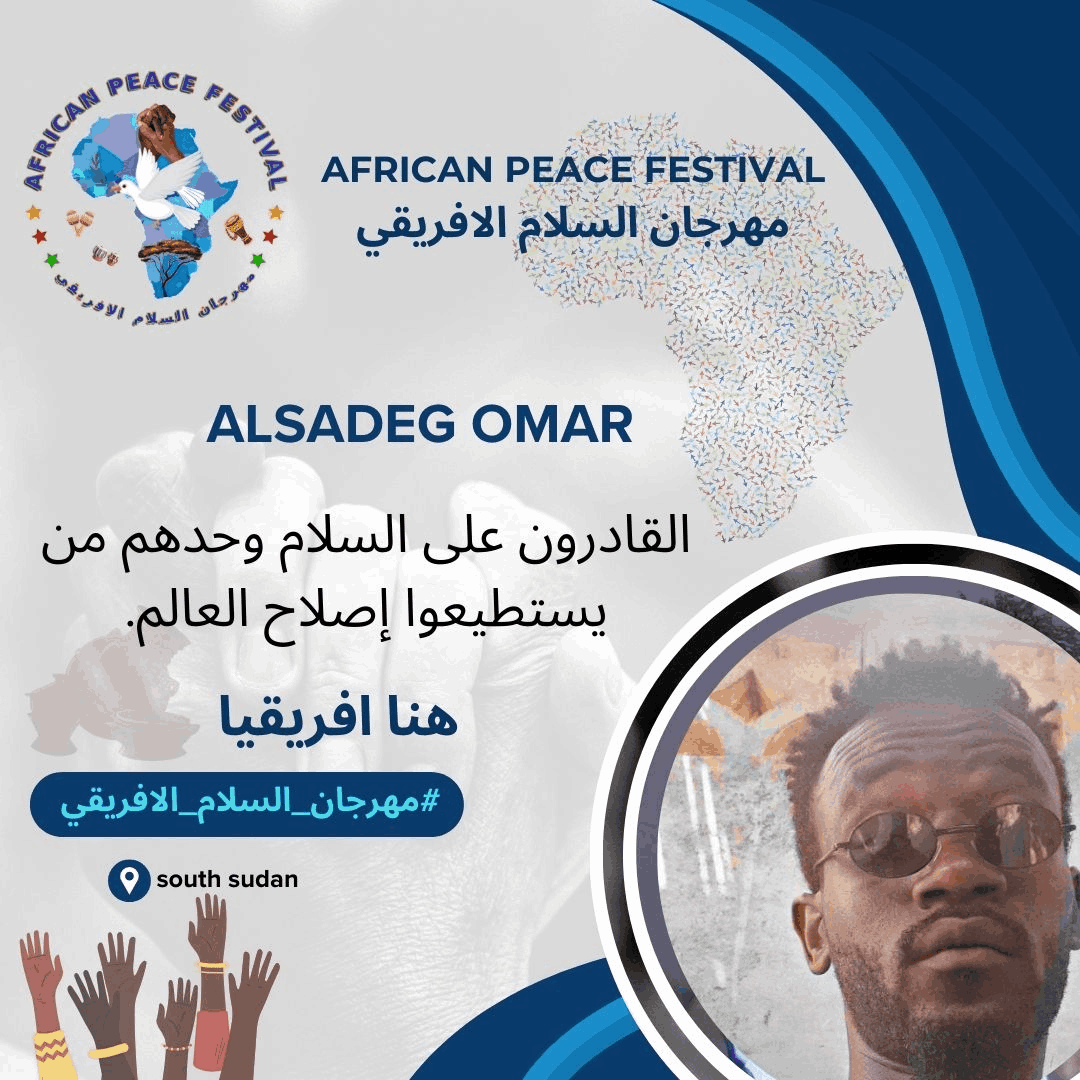 AFRICAN PEACE FESTIVAL
مهرجان السلام الافريقي
AFRICAN PEACE FESTIVAL
مهرجان السلام الافريقي
ALSADEG OMAR
القادرون على السلام وحدهم من
يستطيعوا إصلاح العالم.
هنا افريقيا
#مهرجان_السلام_الافريقي
south sudan